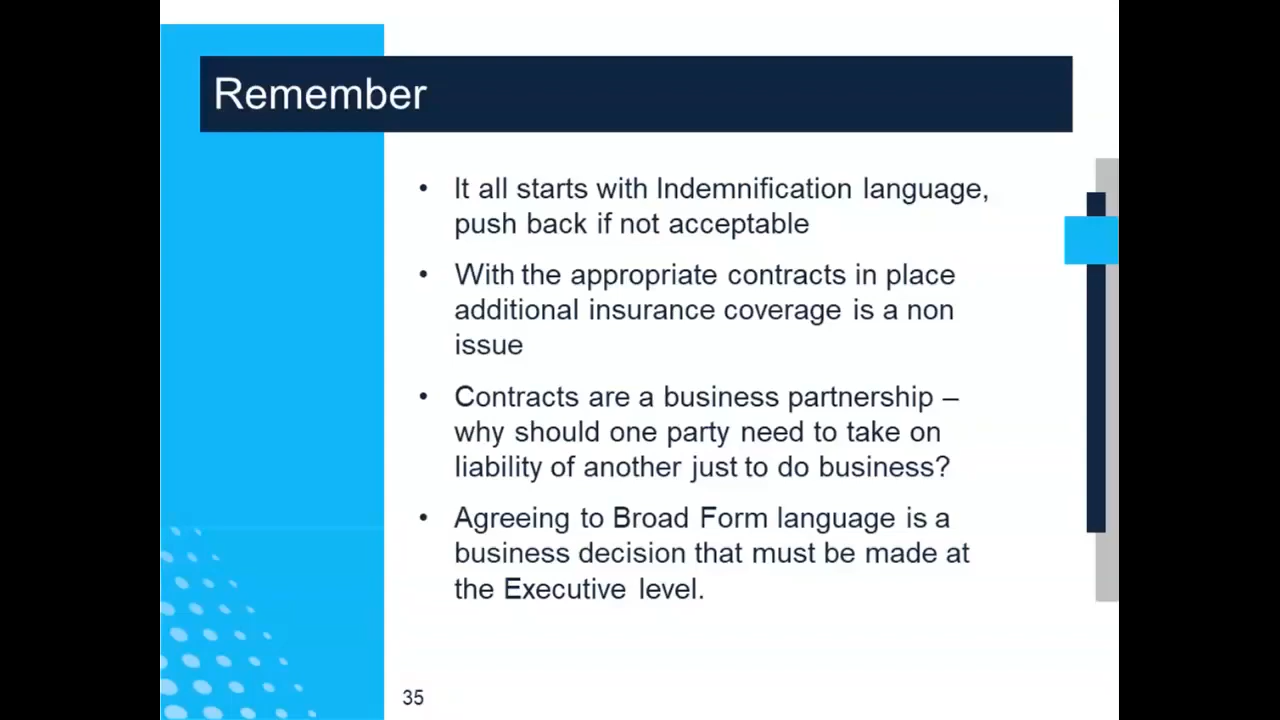 Remember
• It all starts with Indemnification language,
push back if not acceptable
• With the appropriate contracts in place
additional insurance coverage is a non
issue
• Contracts are a business partnership –
why should one party need to take on
liability of another just to do business?
• Agreeing to Broad Form language is a
business decision that must be made at
the Executive level.
35